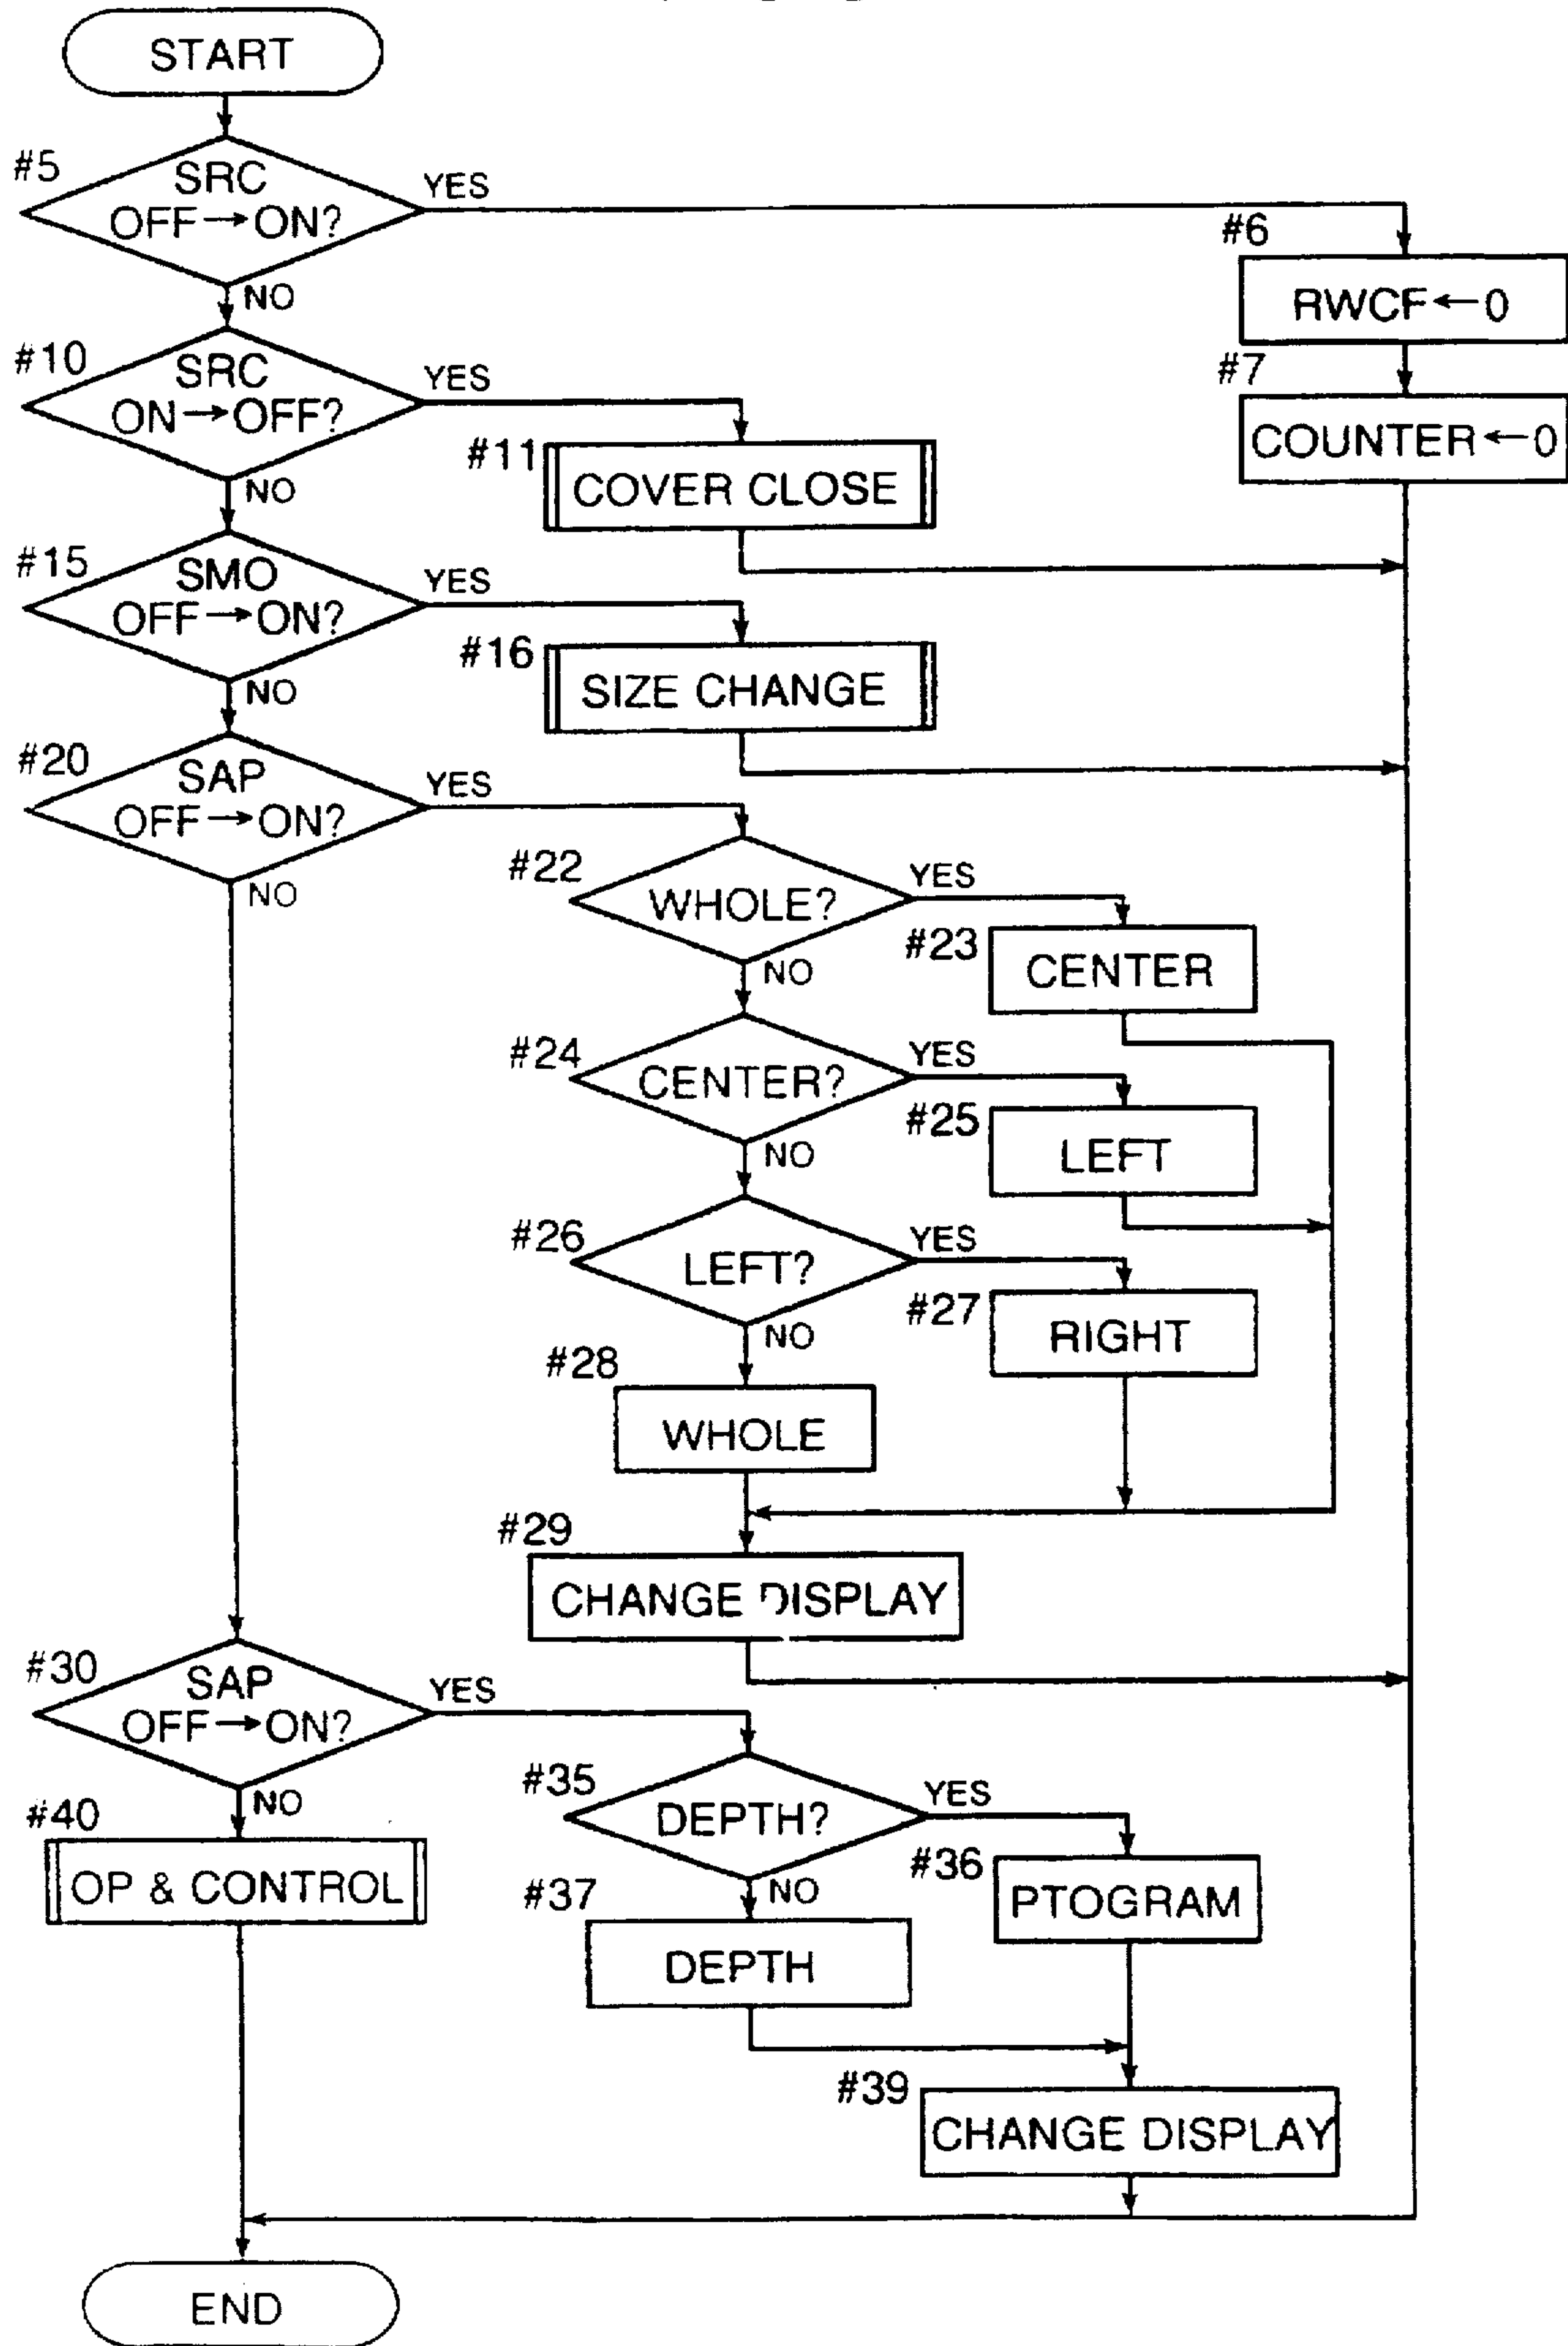 START
#5
SRC
OFF→ON?
YES
NO
#6
RWCF←0
#7
COUNTER←0
#10
SRC
ON→OFF?
YES
NO
#11
COVER CLOSE
#15
SMO
OFF→ON?
YES
NO
#16
SIZE CHANGE
#20
SAP
OFF→ON?
YES
NO
#22
WHOLE?
YES
NO
#23
CENTER
#24
CENTER?
YES
NO
#25
LEFT
#26
LEFT?
YES
NO
#27
RIGHT
#28
WHOLE
#29
CHANGE DISPLAY
#30
SAP
OFF→ON?
YES
NO
#35
DEPTH?
YES
NO
#36
PTOGRAM
#37
DEPTH
#39
CHANGE DISPLAY
#40
OP & CONTROL
END